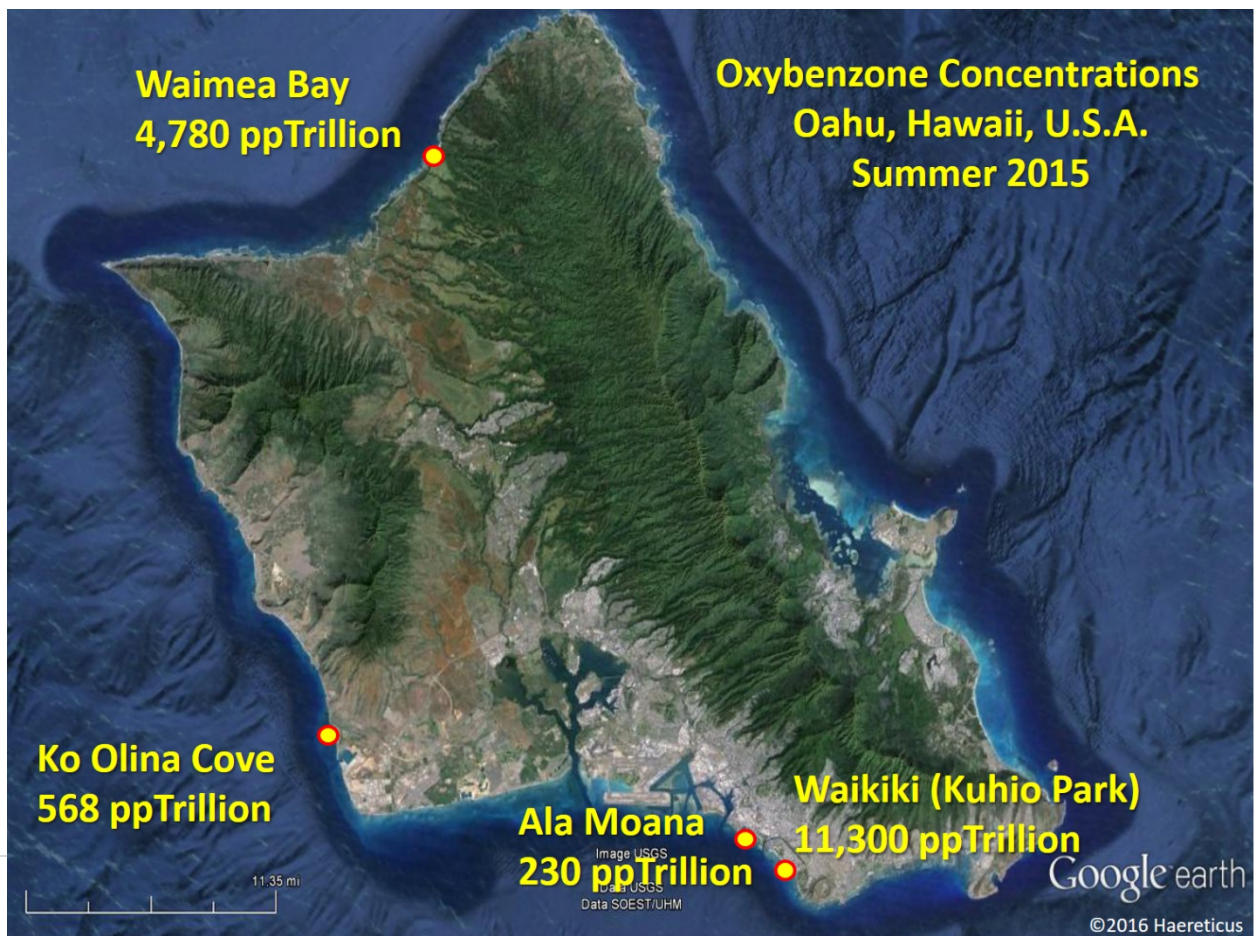 Oxybenzone Concentrations
Oahu, Hawaii, U.S.A.
Summer 2015
Waimea Bay
4,780 ppTrillion
Ko Olina Cove
568 ppTrillion
Ala Moana
230 ppTrillion
Waikiki (Kuhio Park)
11,300 ppTrillion
Image USGS
Data USGS
Data SOEST/UHM
11.35 mi
Google earth
©2016 Haereticus